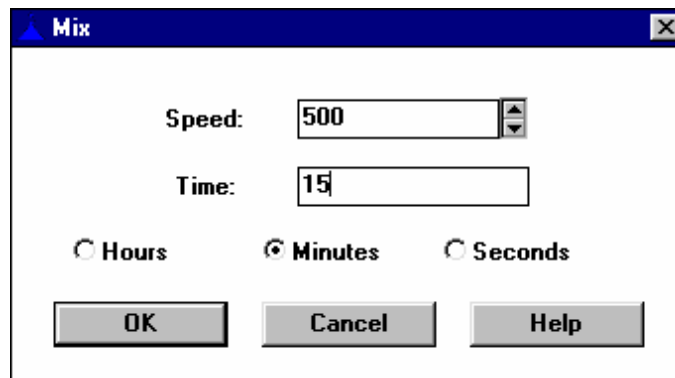 Mix
Speed: 500
Time: 15
Hours Minutes Seconds
OK Cancel Help